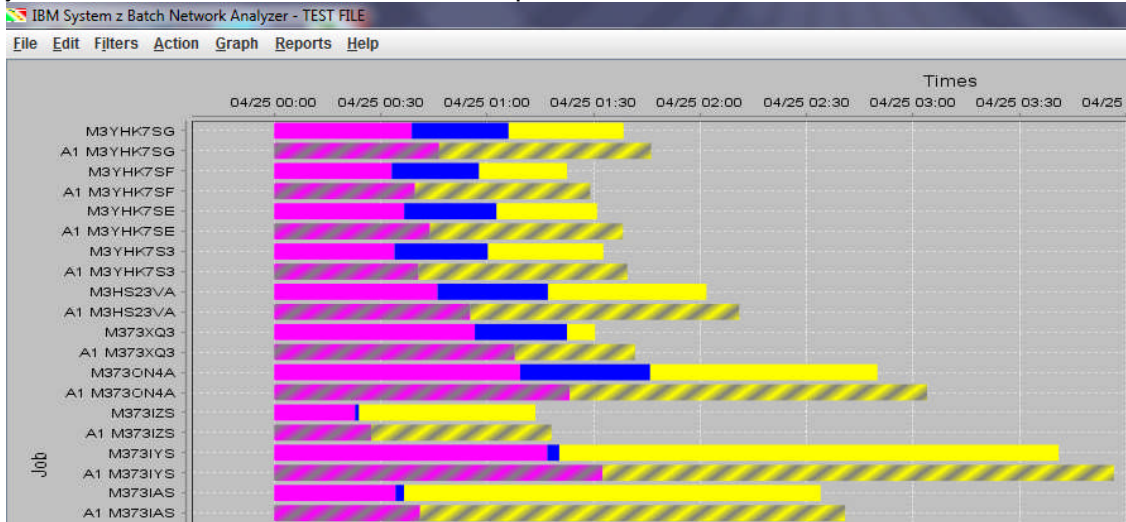 IBM System z Batch Network Analyzer - TEST FILE
File Edit Filters Action Graph Reports Help
Times
04/25 00:00 04/25 00:30 04/25 01:00 04/25 01:30 04/25 02:00 04/25 02:30 04/25 03:00 04/25 03:30 04/25
M3YHK7SG
A1 M3YHK7SG
M3YHK7SF
A1 M3YHK7SF
M3YHK7SE
A1 M3YHK7SE
M3YHK7S3
A1 M3YHK7S3
M3HS23VA
A1 M3HS23VA
M373XQ3
A1 M373XQ3
M373ON4A
A1 M373ON4A
M373IZS
A1 M373IZS
Job
M373IYS
A1 M373IYS
M373IAS
A1 M373IAS